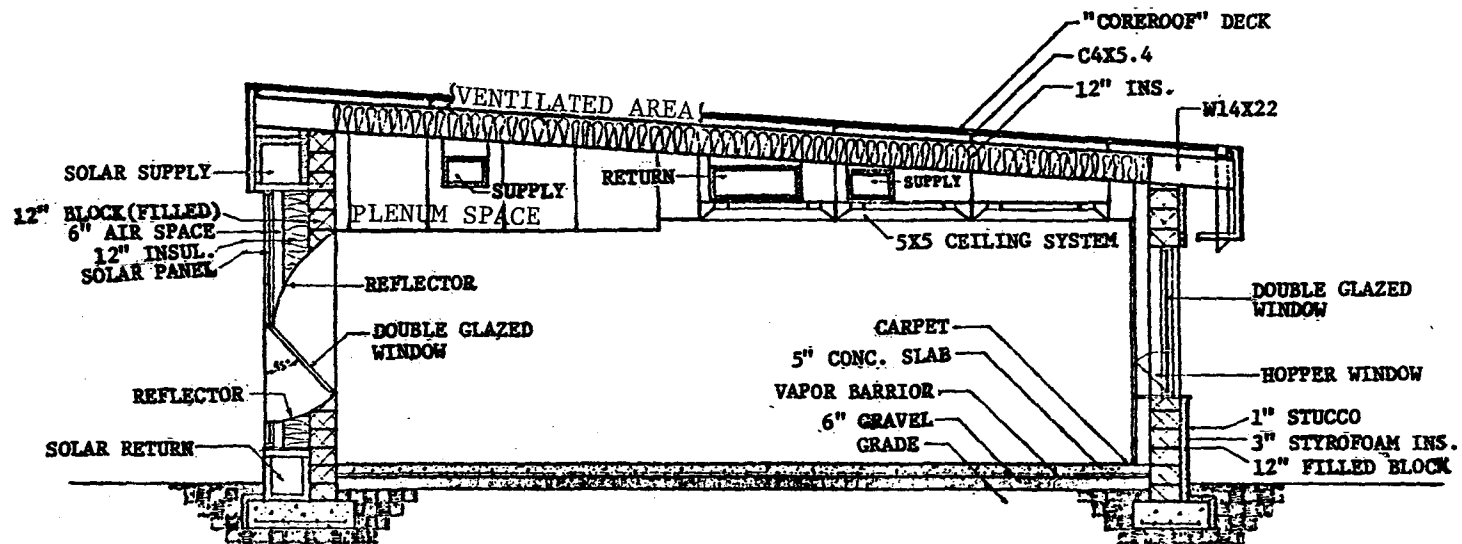 "COREROOF" DECK
C4X5.4
12" INS.
W14X22
VENTILATED AREA
SOLAR SUPPLY
SUPPLY
RETURN
SUPPLY
12" BLOCK(FILLED)
6" AIR SPACE
12" INSUL.
SOLAR PANEL
PLENUM SPACE
5X5 CEILING SYSTEM
REFLECTOR
DOUBLE GLAZED
WINDOW
DOUBLE GLAZED
WINDOW
45°
CARPET
5" CONC. SLAB
VAPOR BARRIOR
6" GRAVEL
GRADE
HOPPER WINDOW
REFLECTOR
SOLAR RETURN
1" STUCCO
3" STYROFOAM INS.
12" FILLED BLOCK